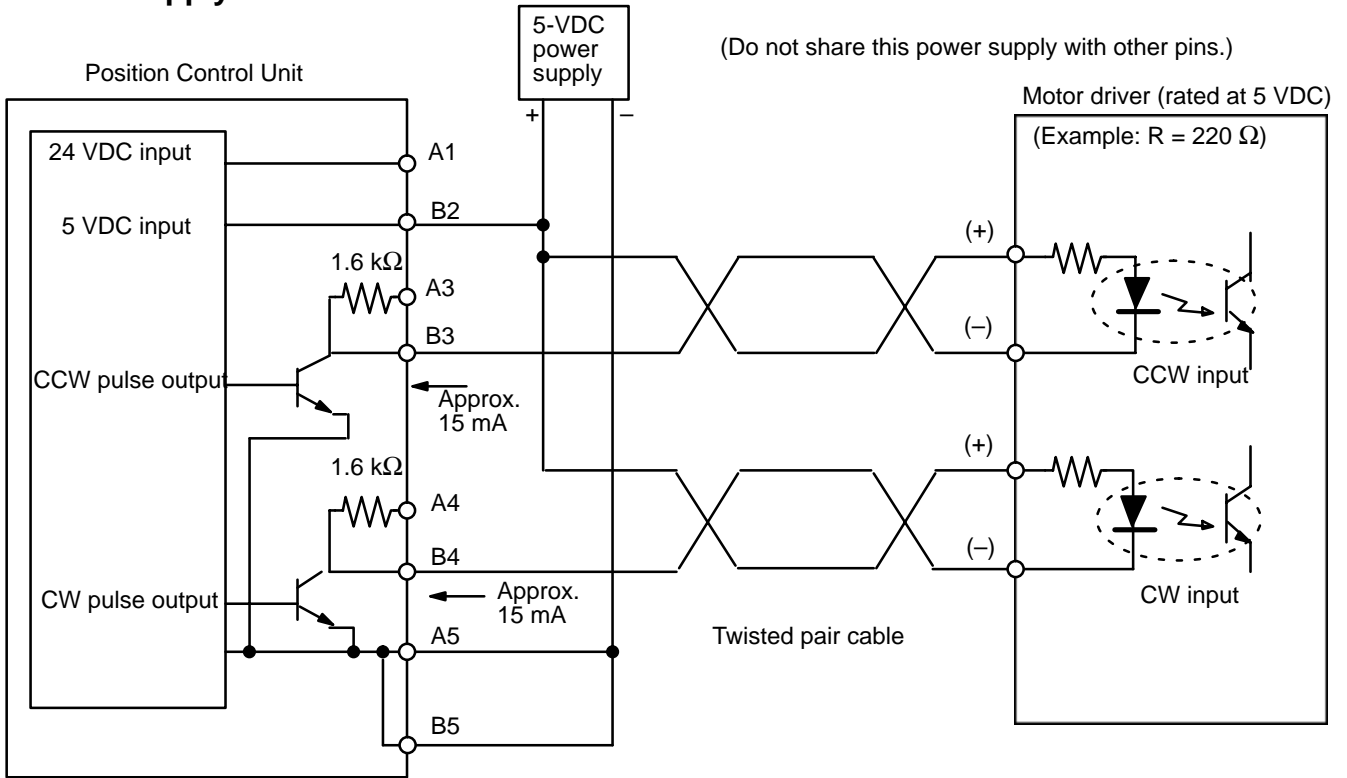 5-VDC
power
supply
(Do not share this power supply with other pins.)
Position Control Unit
+
–
Motor driver (rated at 5 VDC)
(Example: R = 220 Ω)
24 VDC input
A1
5 VDC input
B2
1.6 kΩ
A3
B3
(+)
(–)
CCW pulse output
Approx.
15 mA
CCW input
1.6 kΩ
A4
B4
(+)
(–)
CW pulse output
Approx.
15 mA
CW input
A5
Twisted pair cable
B5